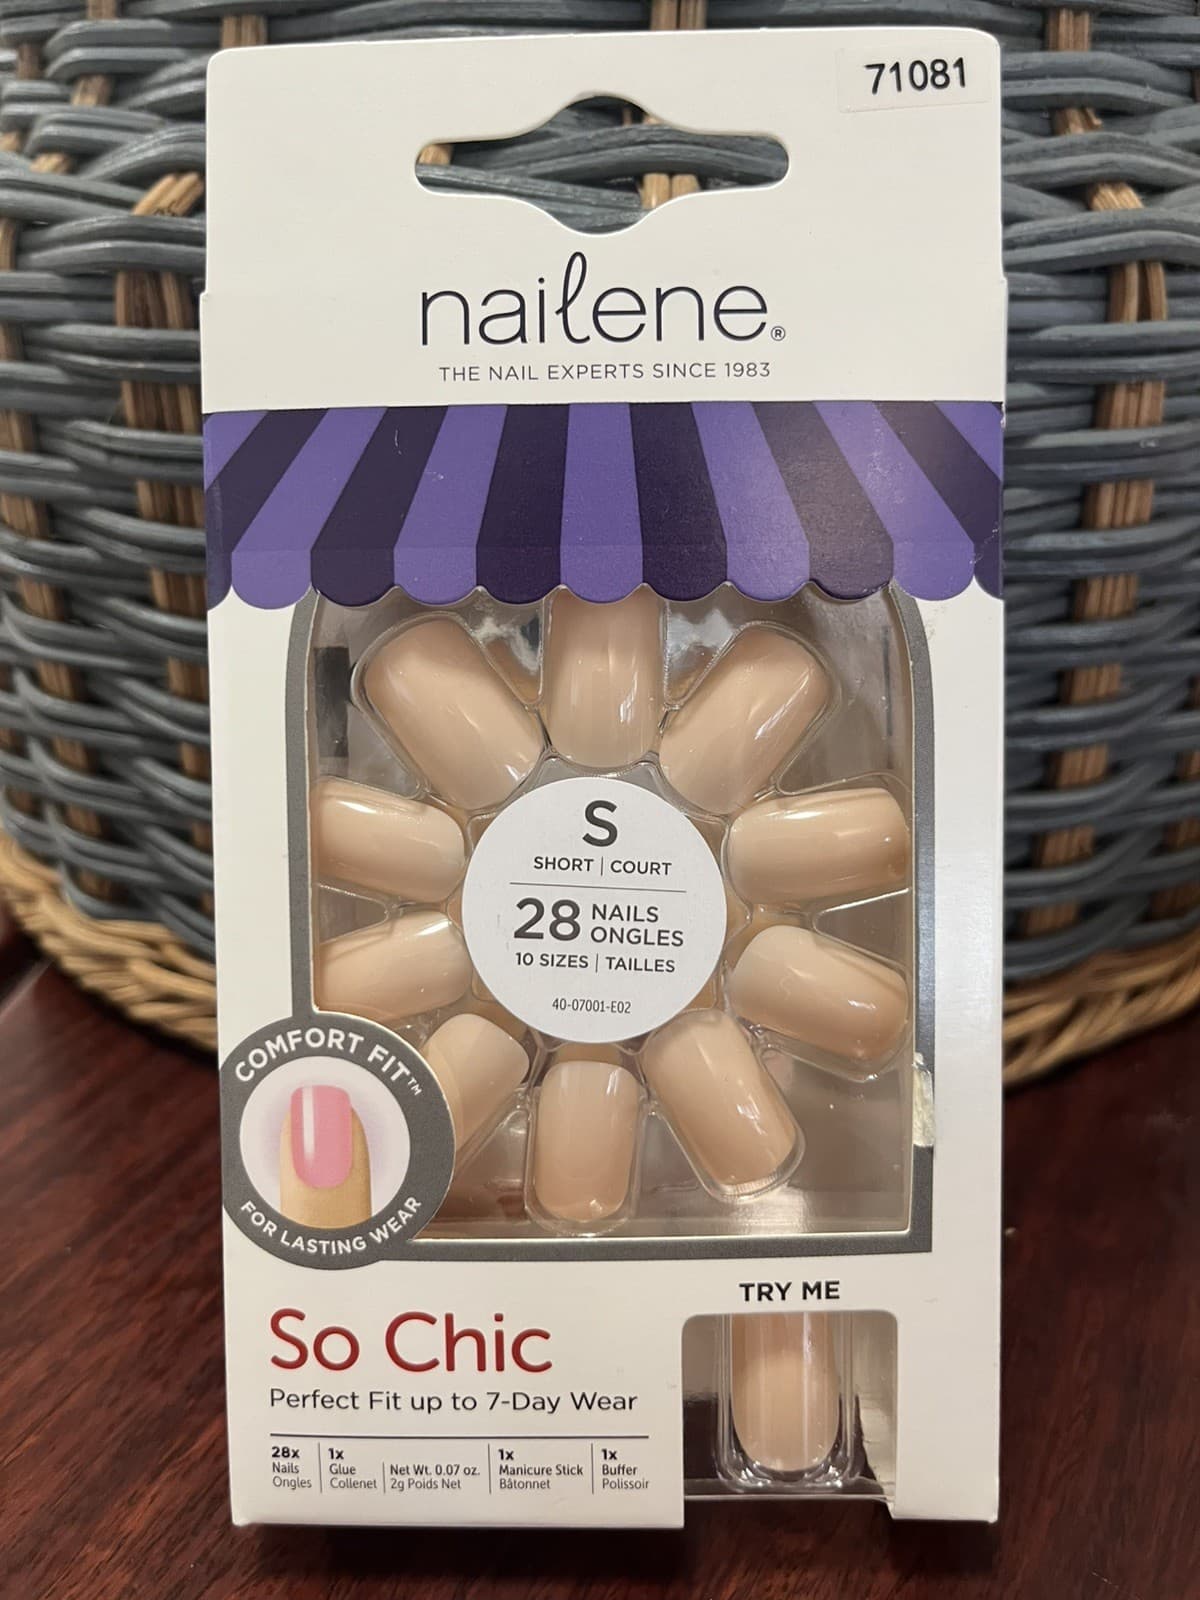 71081
nailene®
THE NAIL EXPERTS SINCE 1983
S
SHORT | COURT
28 NAILS
ONGLES
10 SIZES | TAILLES
40-07001-E02
COMFORT FIT™
FOR LASTING WEAR
TRY ME
So Chic
Perfect Fit up to 7-Day Wear
28x
Nails
Ongles
1x
Glue
Collenet
Net Wt. 0.07 oz.
2g Poids Net
1x
Manicure Stick
Bâtonnet
1x
Buffer
Polissoir